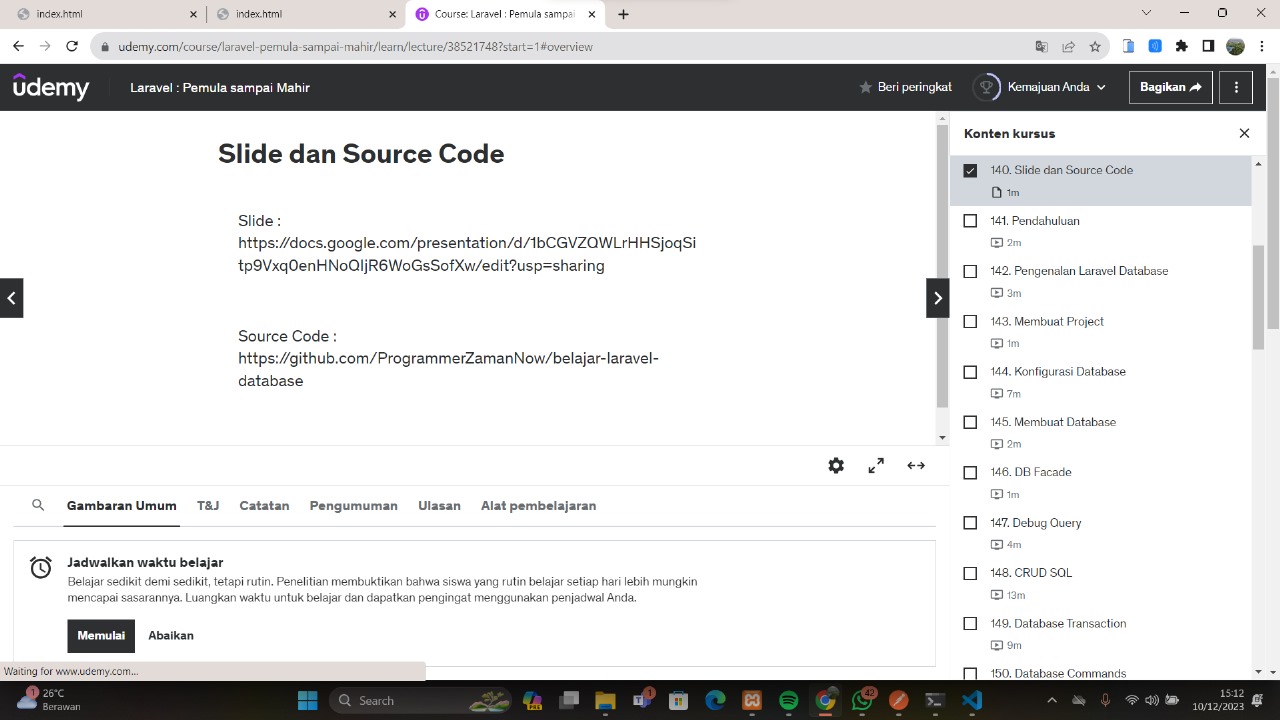 index.html
index.html
Course: Laravel : Pemula sampai
udemy.com/course/laravel-pemula-sampai-mahir/learn/lecture/30521748?start=1#overview
udemy
Laravel : Pemula sampai Mahir
Beri peringkat
Kemajuan Anda
Bagikan
Slide dan Source Code
Slide :
https://docs.google.com/presentation/d/1bCGVZQWLrHHSjoqSi
tp9Vxq0enHNoQIjR6WoGsSofXw/edit?usp=sharing
Source Code :
https://github.com/ProgrammerZamanNow/belajar-laravel-
database
Konten kursus
140. Slide dan Source Code
1m
141. Pendahuluan
2m
142. Pengenalan Laravel Database
3m
143. Membuat Project
1m
144. Konfigurasi Database
7m
145. Membuat Database
2m
146. DB Facade
1m
147. Debug Query
4m
148. CRUD SQL
13m
149. Database Transaction
9m
150. Database Commands
Gambaran Umum
T&J
Catatan
Pengumuman
Ulasan
Alat pembelajaran
Jadwalkan waktu belajar
Belajar sedikit demi sedikit, tetapi rutin. Penelitian membuktikan bahwa siswa yang rutin belajar setiap hari lebih mungkin
mencapai sasarannya. Luangkan waktu untuk belajar dan dapatkan pengingat menggunakan penjadwal Anda.
Memulai
Abaikan
Waiting for www.udemy.com...
1
26°C
Berawan
Search
PRE
1
42
15:12
10/12/2023